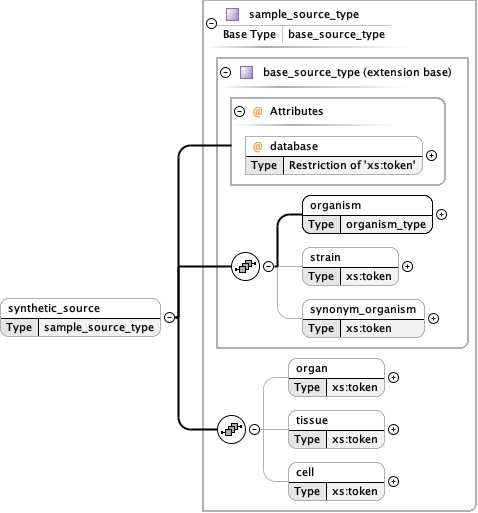 sample_source_type
Base Type base_source_type
base_source_type (extension base)
@ Attributes
@ database
Type Restriction of 'xs:token'
organism
Type organism_type
strain
Type xs:token
synonym_organism
Type xs:token
synthetic_source
Type sample_source_type
organ
Type xs:token
tissue
Type xs:token
cell
Type xs:token